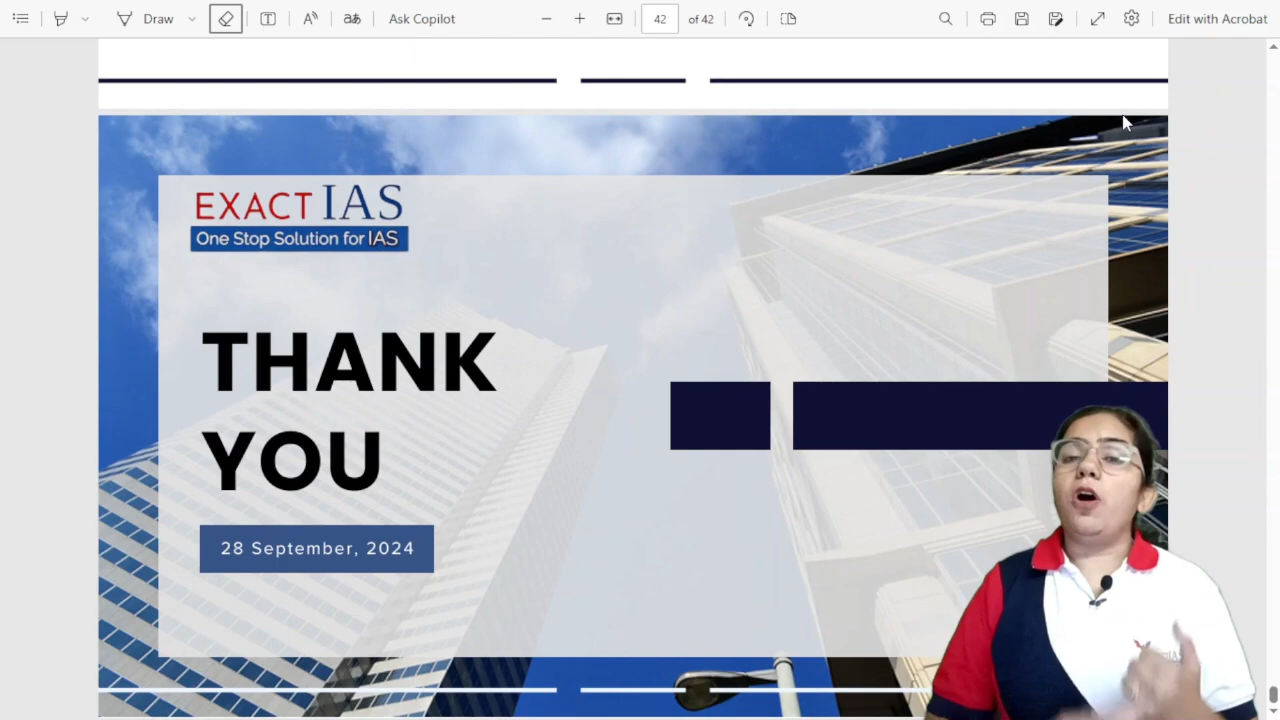 Draw
Ask Copilot
42 of 42
Edit with Acrobat
EXACT IAS
One Stop Solution for IAS
THANK
YOU
28 September, 2024